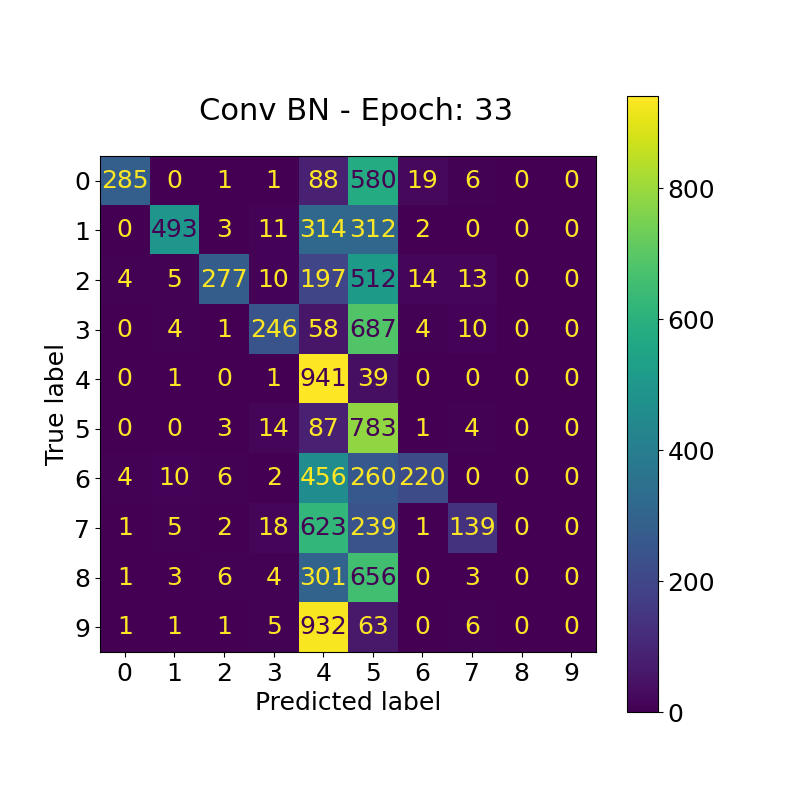 Conv BN - Epoch: 33
0 285 0 1 1 88 580 19 6 0 0
1 0 493 3 11 314 312 2 0 0 0
2 4 5 277 10 197 512 14 13 0 0
3 0 4 1 246 58 687 4 10 0 0
4 0 1 0 1 941 39 0 0 0 0
5 0 0 3 14 87 783 1 4 0 0
6 4 10 6 2 456 260 220 0 0 0
7 1 5 2 18 623 239 1 139 0 0
8 1 3 6 4 301 656 0 3 0 0
9 1 1 1 5 932 63 0 6 0 0
0 1 2 3 4 5 6 7 8 9
Predicted label
True label
800
600
400
200
0